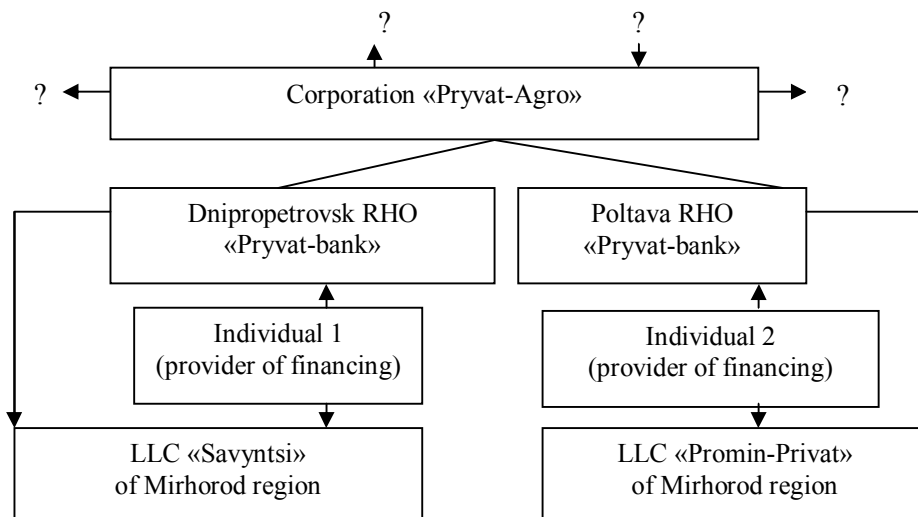 ?
?
?
Corporation «Pryvat-Agro»
?
Dnipropetrovsk RHO
«Pryvat-bank»
Poltava RHO
«Pryvat-bank»
Individual 1
(provider of financing)
Individual 2
(provider of financing)
LLC «Savyntsi»
of Mirhorod region
LLC «Promin-Privat»
of Mirhorod region